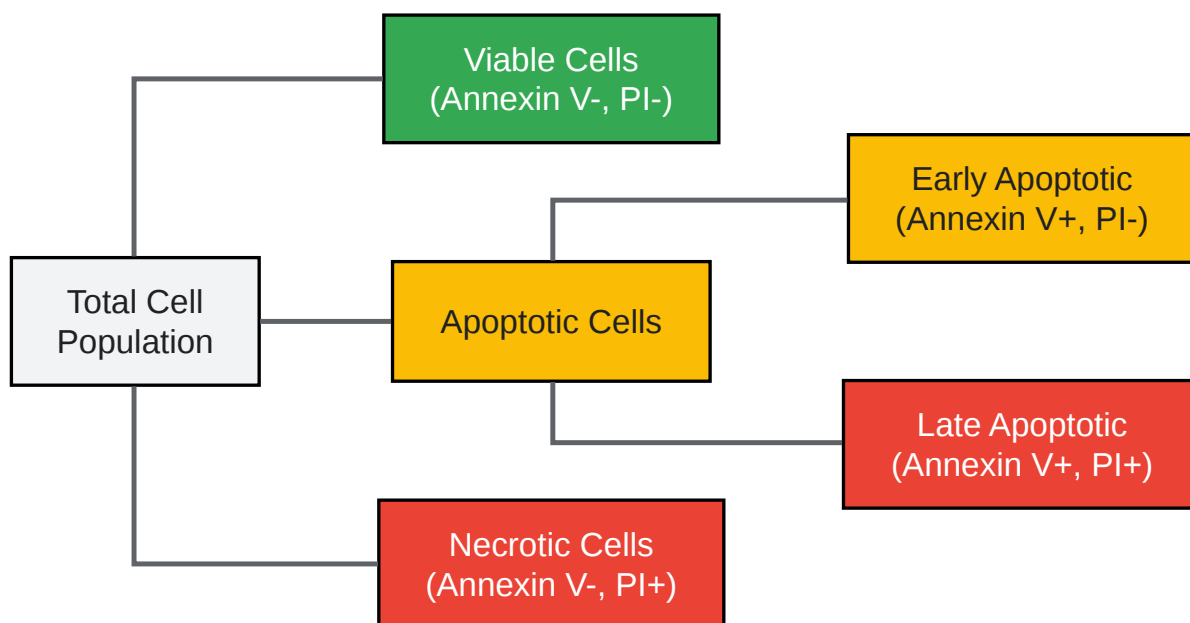 Viable Cells
(Annexin V-, PI-)
Early Apoptotic
(Annexin V+, PI-)
Total Cell
Population
Apoptotic Cells
Late Apoptotic
(Annexin V+, PI+)
Necrotic Cells
(Annexin V-, PI+)